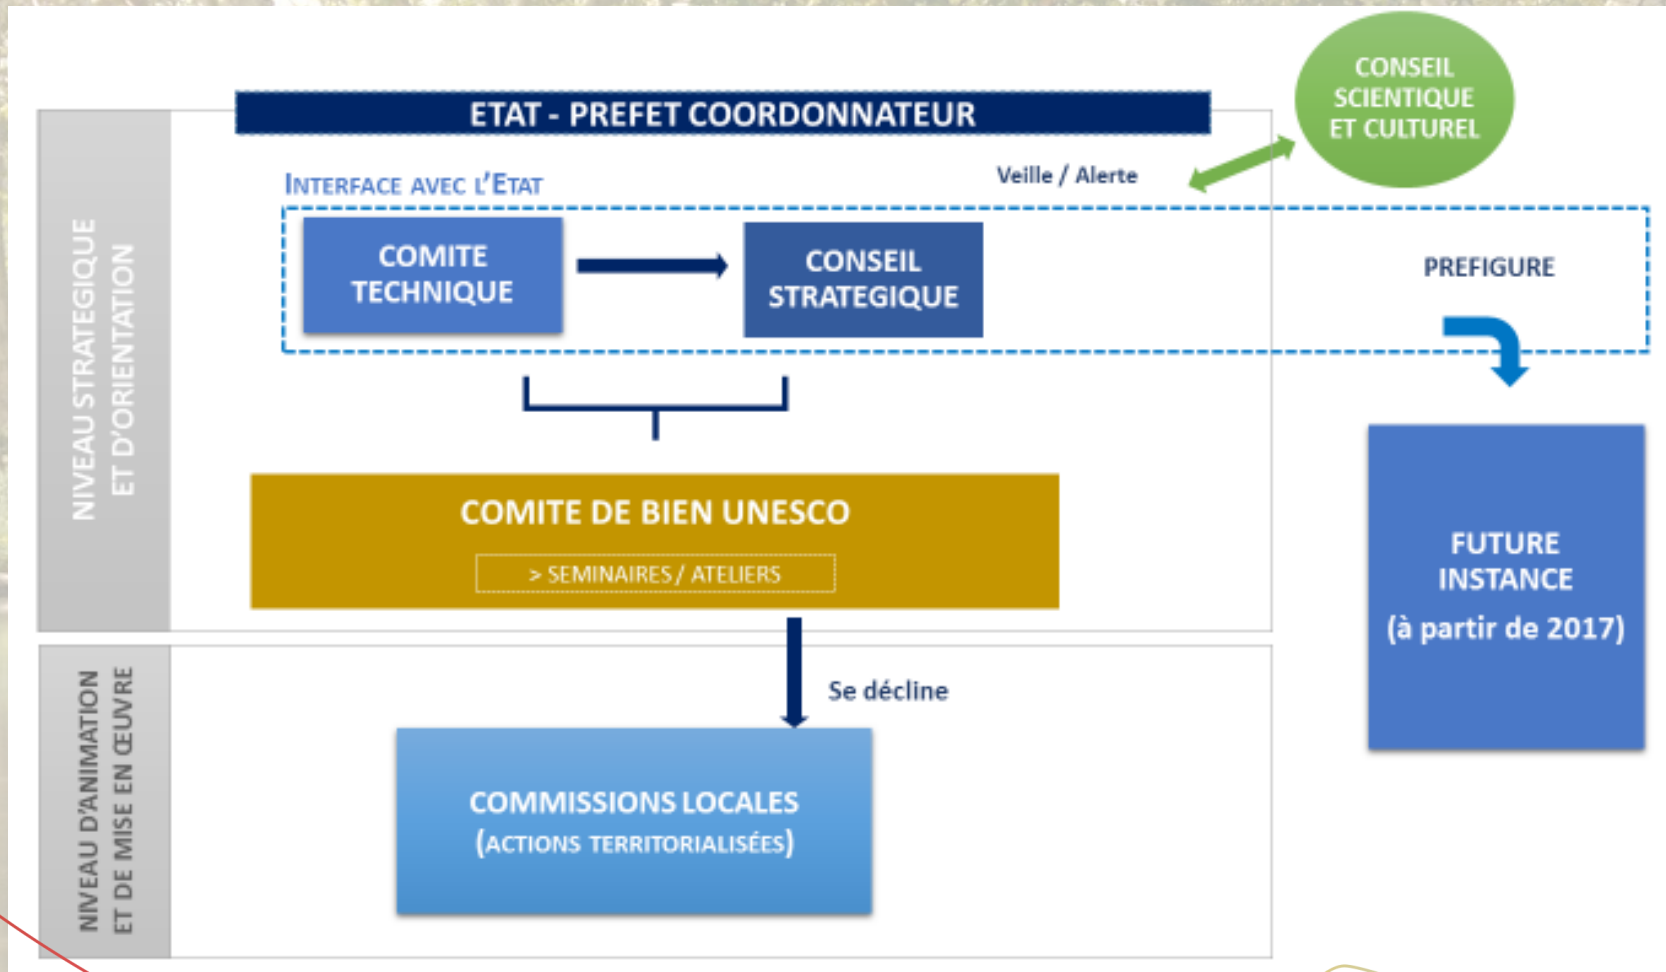 CONSEIL
SCIENTIQUE
ET CULTUREL
ETAT - PREFET COORDONNATEUR
Veille / Alerte
INTERFACE AVEC L'ETAT
NIVEAU STRATEGIQUE
ET D'ORIENTATION
COMITE
TECHNIQUE
CONSEIL
STRATEGIQUE
PREFIGURE
COMITE DE BIEN UNESCO
> SEMINAIRES / ATELIERS
FUTURE
INSTANCE
(à partir de 2017)
NIVEAU D'ANIMATION
ET DE MISE EN ŒUVRE
Se décline
COMMISSIONS LOCALES
(ACTIONS TERRITORIALISÉES)